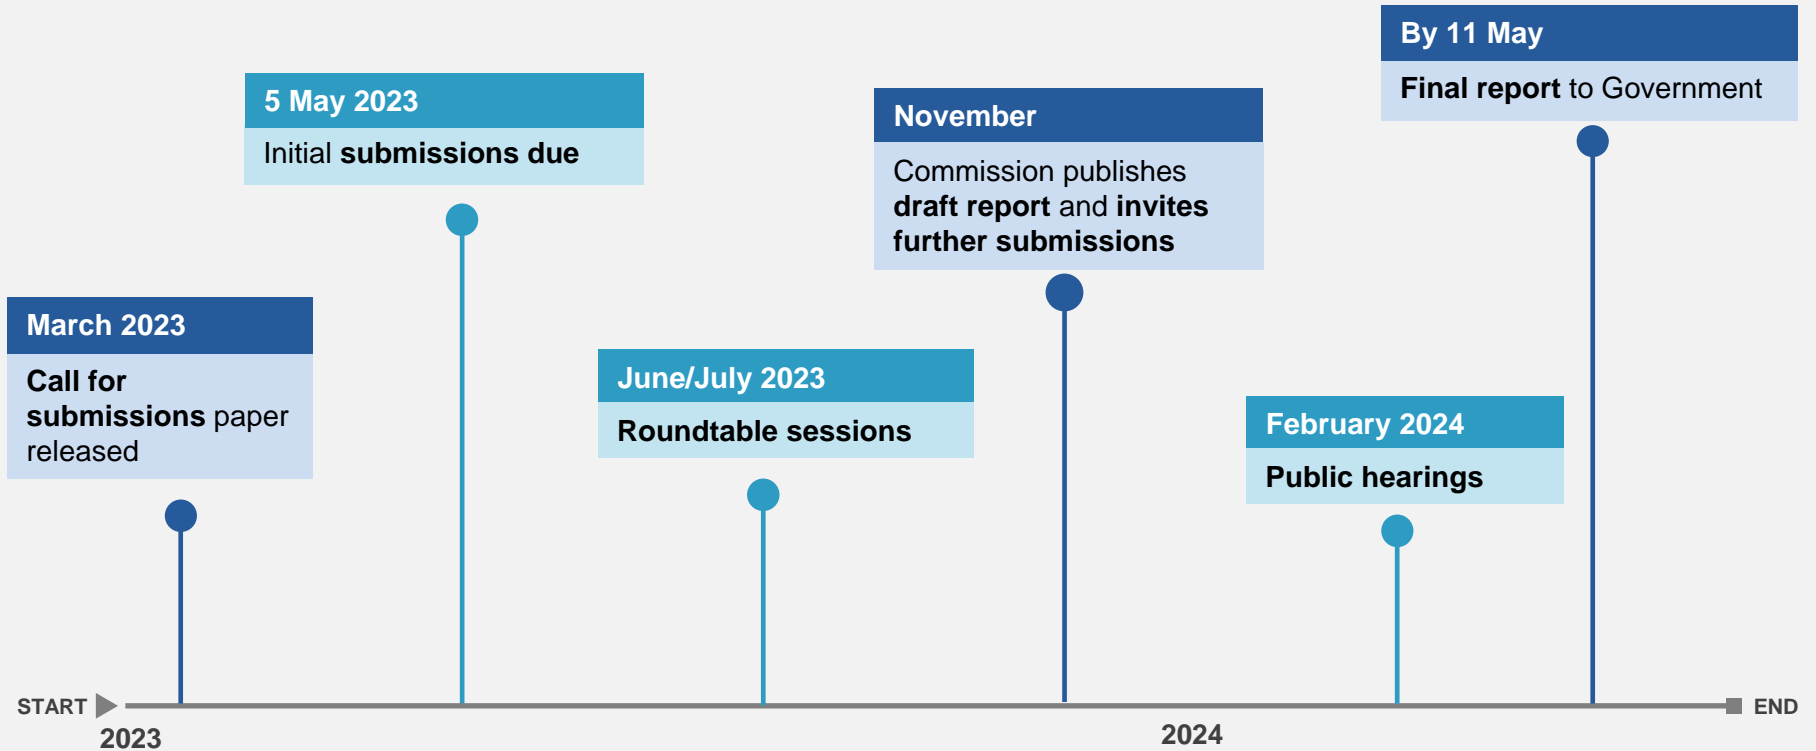 March 2023
Call for
submissions paper
released
5 May 2023
Initial submissions due
June/July 2023
Roundtable sessions
November
Commission publishes
draft report and invites
further submissions
February 2024
Public hearings
By 11 May
Final report to Government
START
END
2023
2024